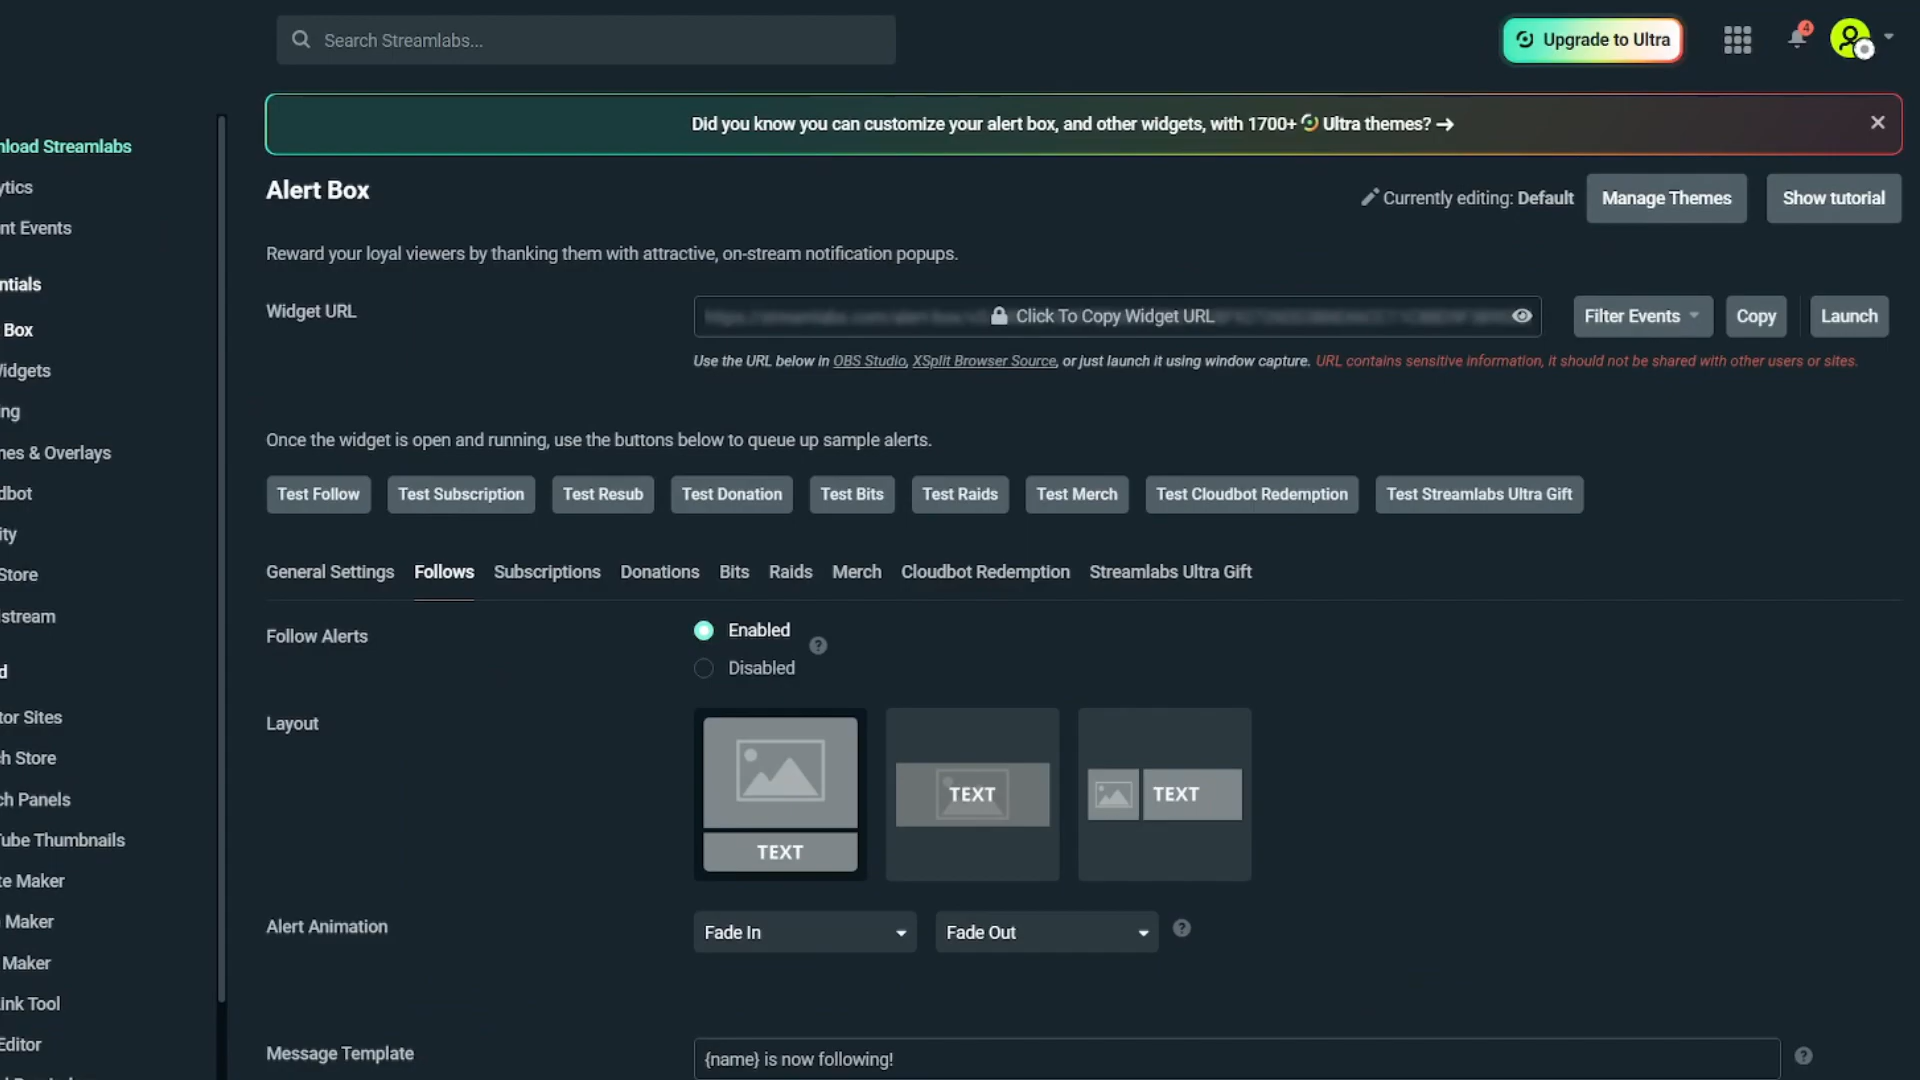 Search Streamlabs...
Upgrade to Ultra
4
Did you know you can customize your alert box, and other widgets, with 1700+ Ultra themes? →
nload Streamlabs
ytics
nt Events
ntials
Box
Widgets
ing
nes & Overlays
dbot
ity
Store
istream
d
tor Sites
ch Store
ch Panels
Tube Thumbnails
te Maker
Maker
Maker
ink Tool
Editor
Alert Box
Currently editing: Default
Manage Themes
Show tutorial
Reward your loyal viewers by thanking them with attractive, on-stream notification popups.
Widget URL
Click To Copy Widget URL
Filter Events
Copy
Launch
Use the URL below in OBS Studio, XSplit Browser Source, or just launch it using window capture. URL contains sensitive information, it should not be shared with other users or sites.
Once the widget is open and running, use the buttons below to queue up sample alerts.
Test Follow
Test Subscription
Test Resub
Test Donation
Test Bits
Test Raids
Test Merch
Test Cloudbot Redemption
Test Streamlabs Ultra Gift
General Settings
Follows
Subscriptions
Donations
Bits
Raids
Merch
Cloudbot Redemption
Streamlabs Ultra Gift
Follow Alerts
Enabled
?
Disabled
Layout
TEXT
TEXT
TEXT
Alert Animation
Fade In
Fade Out
?
Message Template
{name} is now following!
?